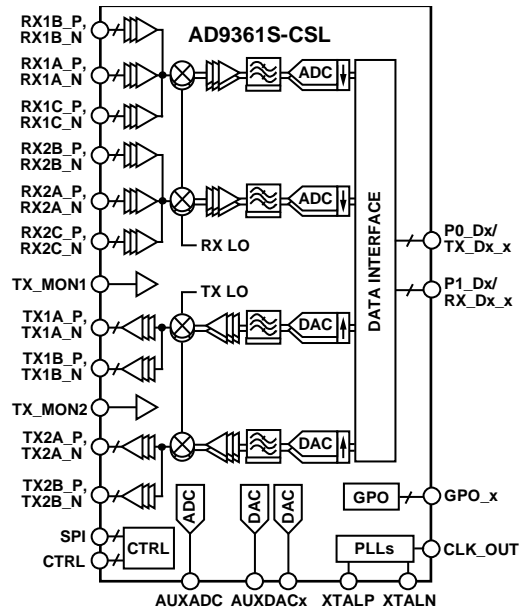 AD9361S-CSL
RX1B_P,
RX1B_N
RX1A_P,
RX1A_N
RX1C_P,
RX1C_N
RX2B_P,
RX2B_N
RX2A_P,
RX2A_N
RX2C_P,
RX2C_N
TX_MON1
TX1A_P,
TX1A_N
TX1B_P,
TX1B_N
TX_MON2
TX2A_P,
TX2A_N
TX2B_P,
TX2B_N
SPI
CTRL
CTRL
ADC
ADC
RX LO
TX LO
DAC
DAC
DATA INTERFACE
P0_Dx/
TX_Dx_x
P1_Dx/
RX_Dx_x
ADC
DAC
DAC
GPO
GPO_x
PLLs
CLK_OUT
AUXADC
AUXDACx
XTALP
XTALN